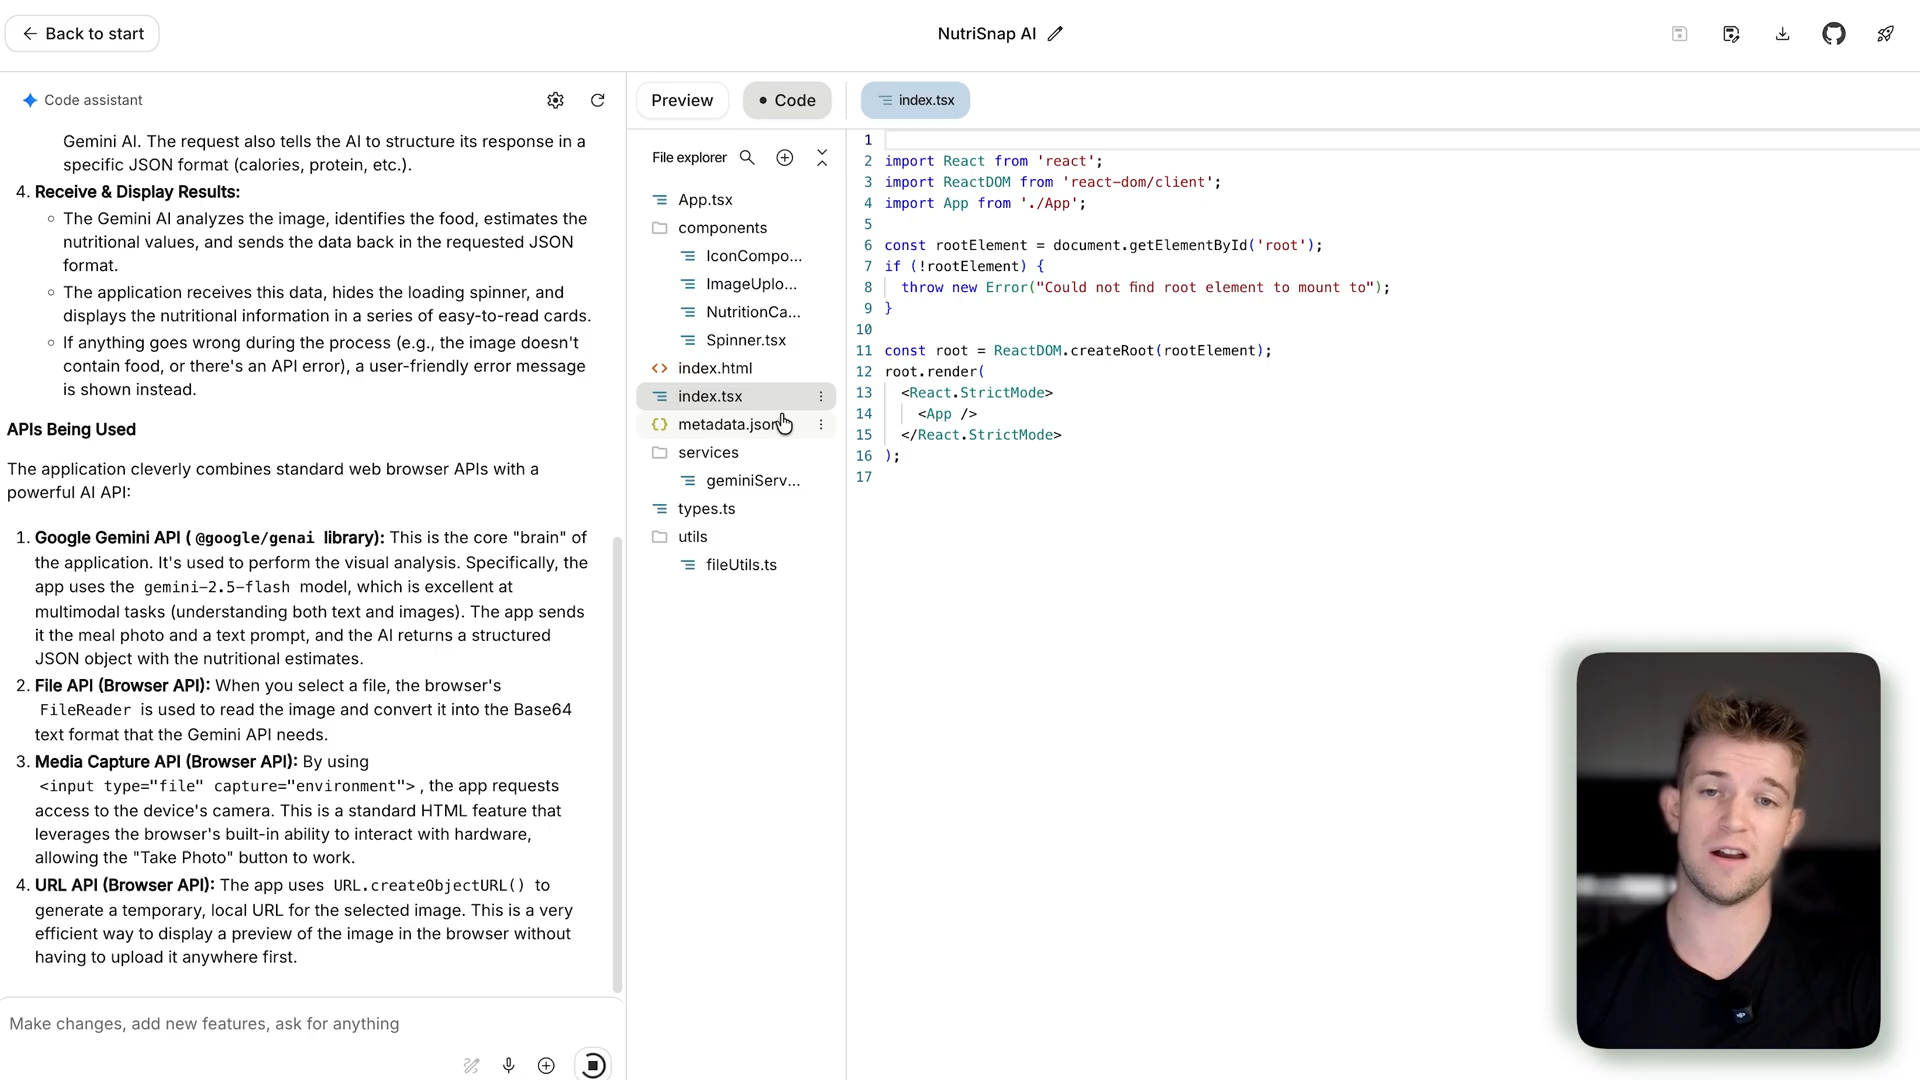 Back to start
NutriSnap AI
Code assistant
Gemini AI. The request also tells the AI to structure its response in a
specific JSON format (calories, protein, etc.).
4. Receive & Display Results:
The Gemini AI analyzes the image, identifies the food, estimates the
nutritional values, and sends the data back in the requested JSON
format.
The application receives this data, hides the loading spinner, and
displays the nutritional information in a series of easy-to-read cards.
If anything goes wrong during the process (e.g., the image doesn't
contain food, or there's an API error), a user-friendly error message
is shown instead.
APIs Being Used
The application cleverly combines standard web browser APIs with a
powerful AI API:
1. Google Gemini API ( @google/genai library): This is the core "brain" of
the application. It's used to perform the visual analysis. Specifically, the
app uses the gemini-2.5-flash model, which is excellent at
multimodal tasks (understanding both text and images). The app sends
it the meal photo and a text prompt, and the AI returns a structured
JSON object with the nutritional estimates.
2. File API (Browser API): When you select a file, the browser's
FileReader is used to read the image and convert it into the Base64
text format that the Gemini API needs.
3. Media Capture API (Browser API): By using
<input type="file" capture="environment"> , the app requests
access to the device's camera. This is a standard HTML feature that
leverages the browser's built-in ability to interact with hardware,
allowing the "Take Photo" button to work.
4. URL API (Browser API): The app uses URL.createObjectURL() to
generate a temporary, local URL for the selected image. This is a very
efficient way to display a preview of the image in the browser without
having to upload it anywhere first.
Make changes, add new features, ask for anything
Preview
Code
index.tsx
File explorer
App.tsx
components
IconCompo...
ImageUplo...
NutritionCa...
Spinner.tsx
index.html
index.tsx
metadata.json
services
geminiServ...
types.ts
utils
fileUtils.ts
1
2 import React from 'react';
3 import ReactDOM from 'react-dom/client';
4 import App from './App';
5
6 const rootElement = document.getElementById('root');
7 if (!rootElement) {
8 throw new Error("Could not find root element to mount to");
9 }
10
11 const root = ReactDOM.createRoot(rootElement);
12 root.render(
13 <React.StrictMode>
14 <App />
15 </React.StrictMode>
16 );
17